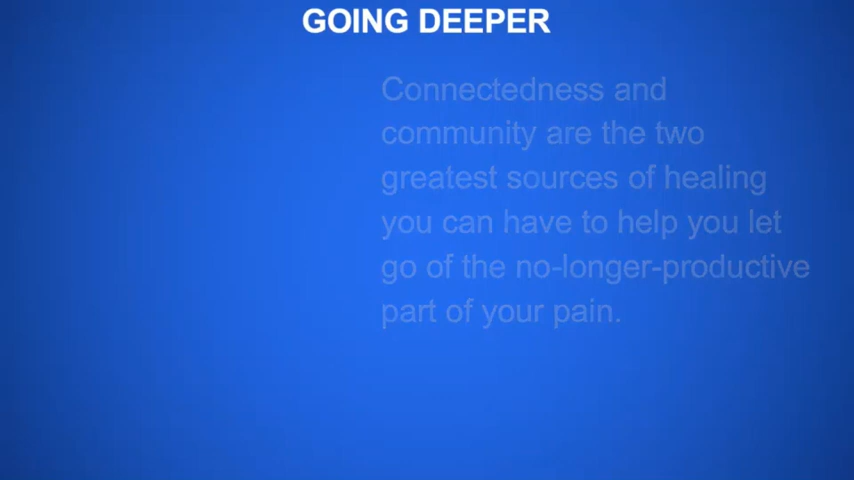 GOING DEEPER
Connectedness and
community are the two
greatest sources of healing
you can have to help you let
go of the no-longer-productive
part of your pain.